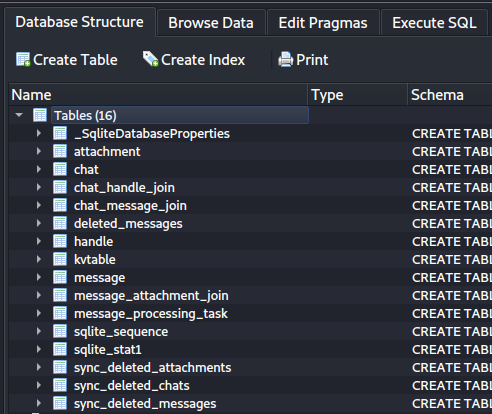 Database Structure Browse Data Edit Pragmas Execute SQL
Create Table Create Index Print
Name Type Schema
Tables (16)
_SqliteDatabaseProperties CREATE TABL
attachment CREATE TABL
chat CREATE TABL
chat_handle_join CREATE TABL
chat_message_join CREATE TABL
deleted_messages CREATE TABL
handle CREATE TABL
kvtable CREATE TABL
message CREATE TABL
message_attachment_join CREATE TABL
message_processing_task CREATE TABL
sqlite_sequence CREATE TABL
sqlite_stat1 CREATE TABL
sync_deleted_attachments CREATE TABL
sync_deleted_chats CREATE TABL
sync_deleted_messages CREATE TABL